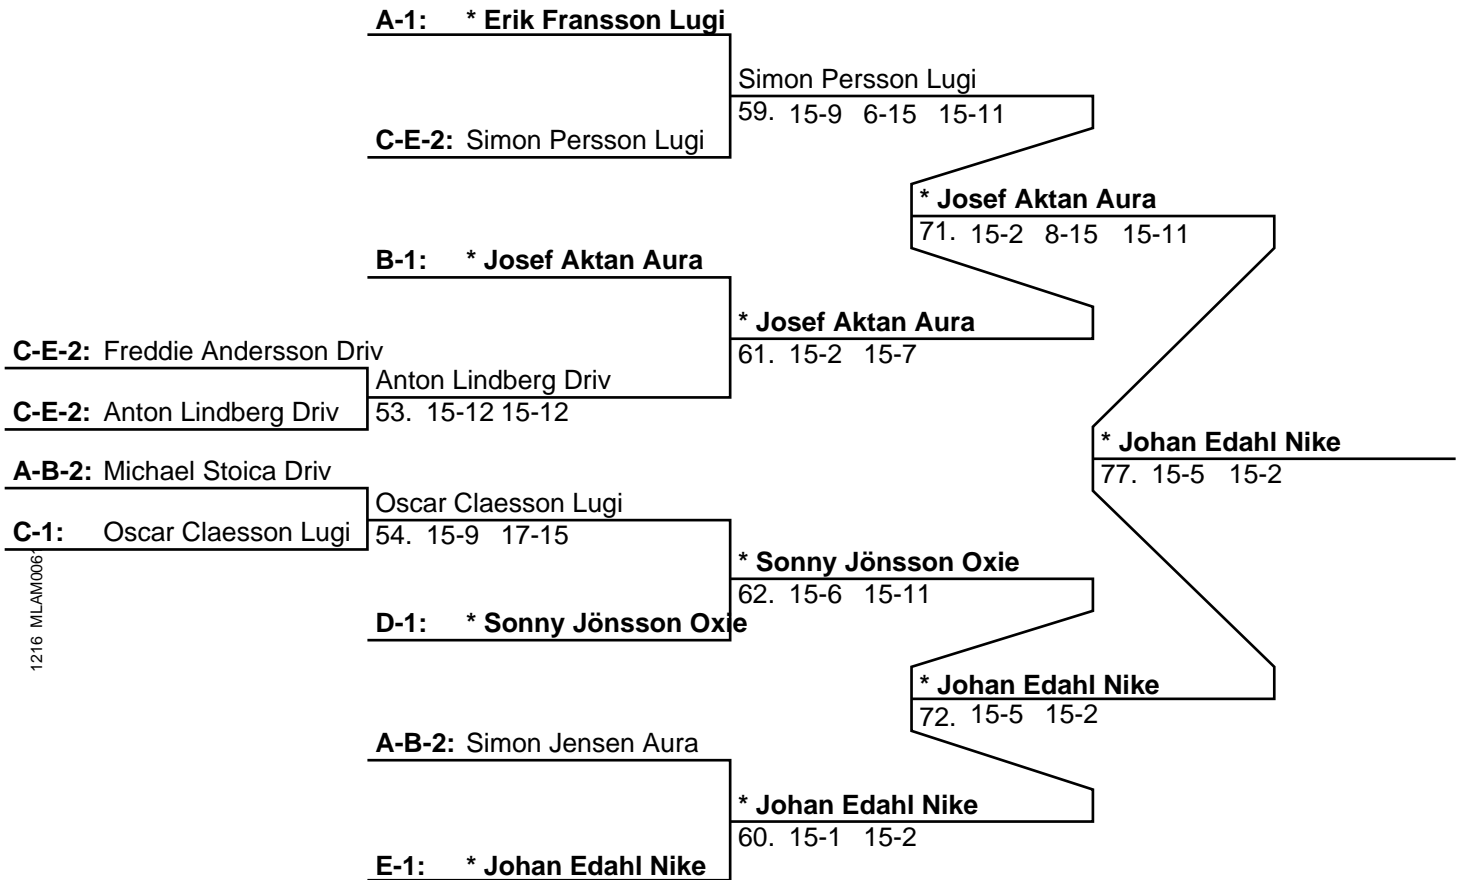 A-1: * Erik Fransson Lugi
Simon Persson Lugi
59. 15-9 6-15 15-11
C-E-2: Simon Persson Lugi
* Josef Aktan Aura
71. 15-2 8-15 15-11
B-1: * Josef Aktan Aura
* Josef Aktan Aura
61. 15-2 15-7
C-E-2: Freddie Andersson Driv
Anton Lindberg Driv
53. 15-12 15-12
C-E-2: Anton Lindberg Driv
* Johan Edahl Nike
77. 15-5 15-2
A-B-2: Michael Stoica Driv
Oscar Claesson Lugi
54. 15-9 17-15
C-1: Oscar Claesson Lugi
* Sonny Jönsson Oxie
62. 15-6 15-11
D-1: * Sonny Jönsson Oxie
1216 MLAM006
* Johan Edahl Nike
72. 15-5 15-2
A-B-2: Simon Jensen Aura
* Johan Edahl Nike
60. 15-1 15-2
E-1: * Johan Edahl Nike